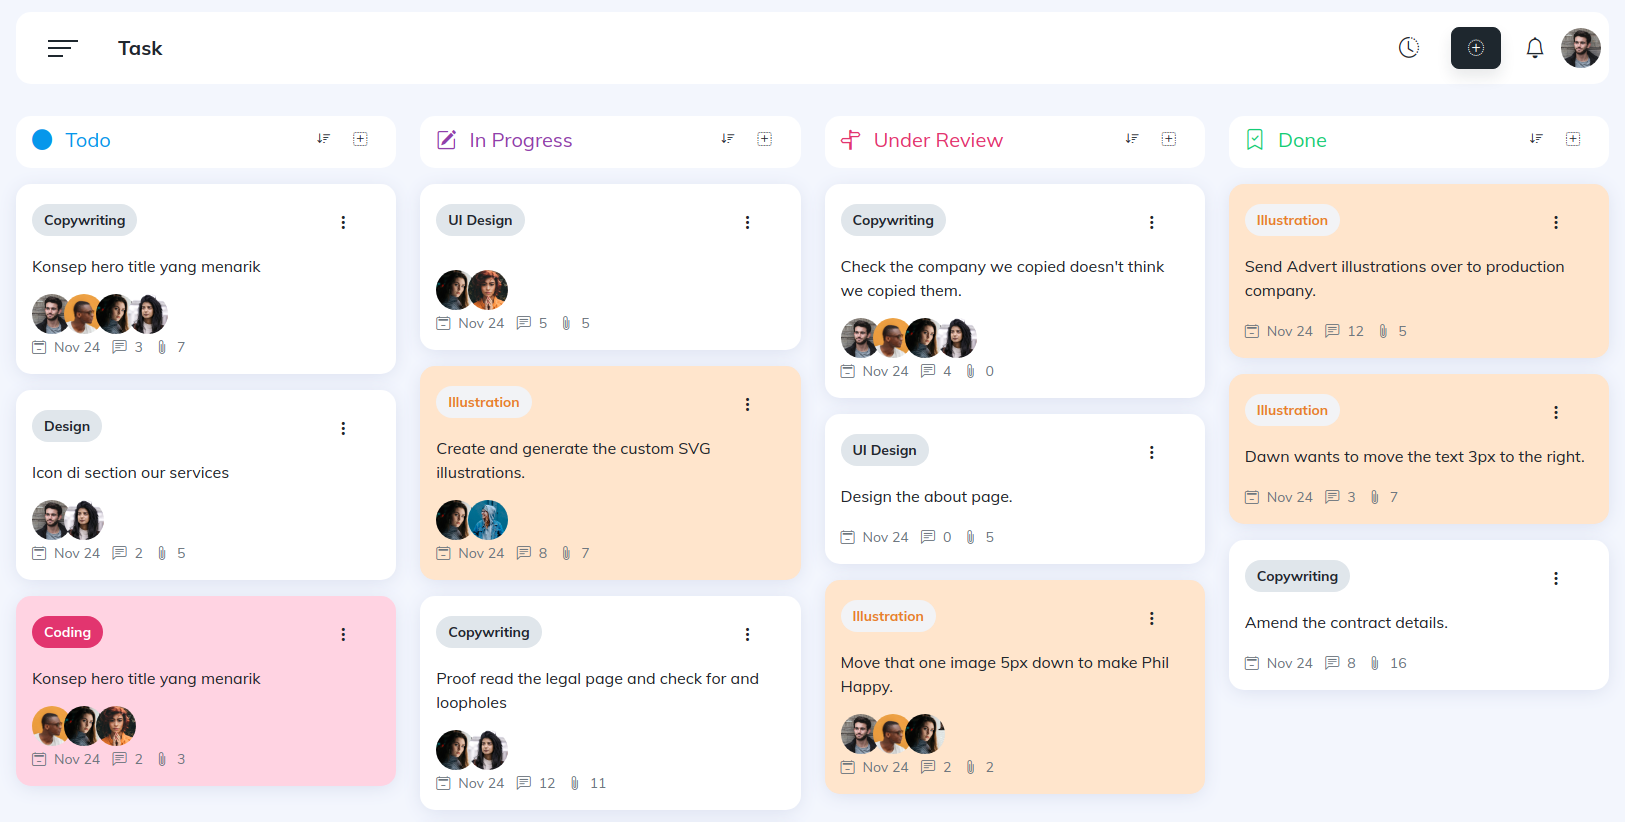 Task
Todo
Copywriting
Konsep hero title yang menarik
Nov 24 3 7
Design
Icon di section our services
Nov 24 2 5
Coding
Konsep hero title yang menarik
Nov 24 2 3
In Progress
UI Design
Nov 24 5 5
Illustration
Create and generate the custom SVG
illustrations.
Nov 24 8 7
Copywriting
Proof read the legal page and check for and
loopholes
Nov 24 12 11
Under Review
Copywriting
Check the company we copied doesn't think
we copied them.
Nov 24 4 0
UI Design
Design the about page.
Nov 24 0 5
Illustration
Move that one image 5px down to make Phil
Happy.
Nov 24 2 2
Done
Illustration
Send Advert illustrations over to production
company.
Nov 24 12 5
Illustration
Dawn wants to move the text 3px to the right.
Nov 24 3 7
Copywriting
Amend the contract details.
Nov 24 8 16